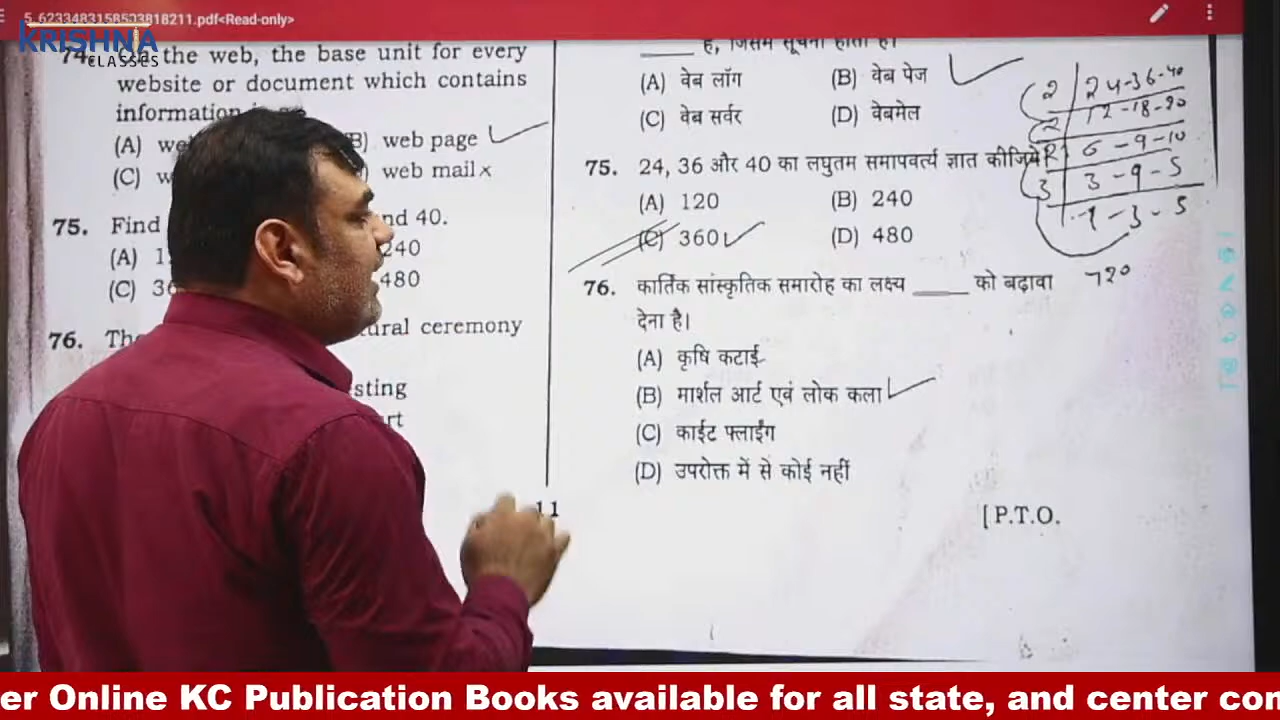 5_6233483158503818211.pdf<Read-only>
KRISHNA
CLASSES
74. On the web, the base unit for every
website or document which contains
information
(A)
(B) web page
(C)
web mail x
75. Find
nd 40.
(A)
240
(C)
480
76.
ural ceremony
sting
rt
11
है, जिसमें सूचना होती है।
(A) वेब लॉग
(B) वेब पेज
(C) वेब सर्वर
(D) वेबमेल
75. 24, 36 और 40 का लघुतम समापवर्त्य ज्ञात कीजिये
(A) 120
(B) 240
(C) 360
(D) 480
2 24-36-40
2 12-18-20
2 6-9-10
3 3-9-5
1-3-5
720
76. कार्तिक सांस्कृतिक समारोह का लक्ष्य _____ को बढ़ावा
देना है।
(A) कृषि कटाई
(B) मार्शल आर्ट एवं लोक कला
(C) काईट फ्लाईंग
(D) उपरोक्त में से कोई नहीं
[P.T.O.
er Online KC Publication Books available for all state, and center con